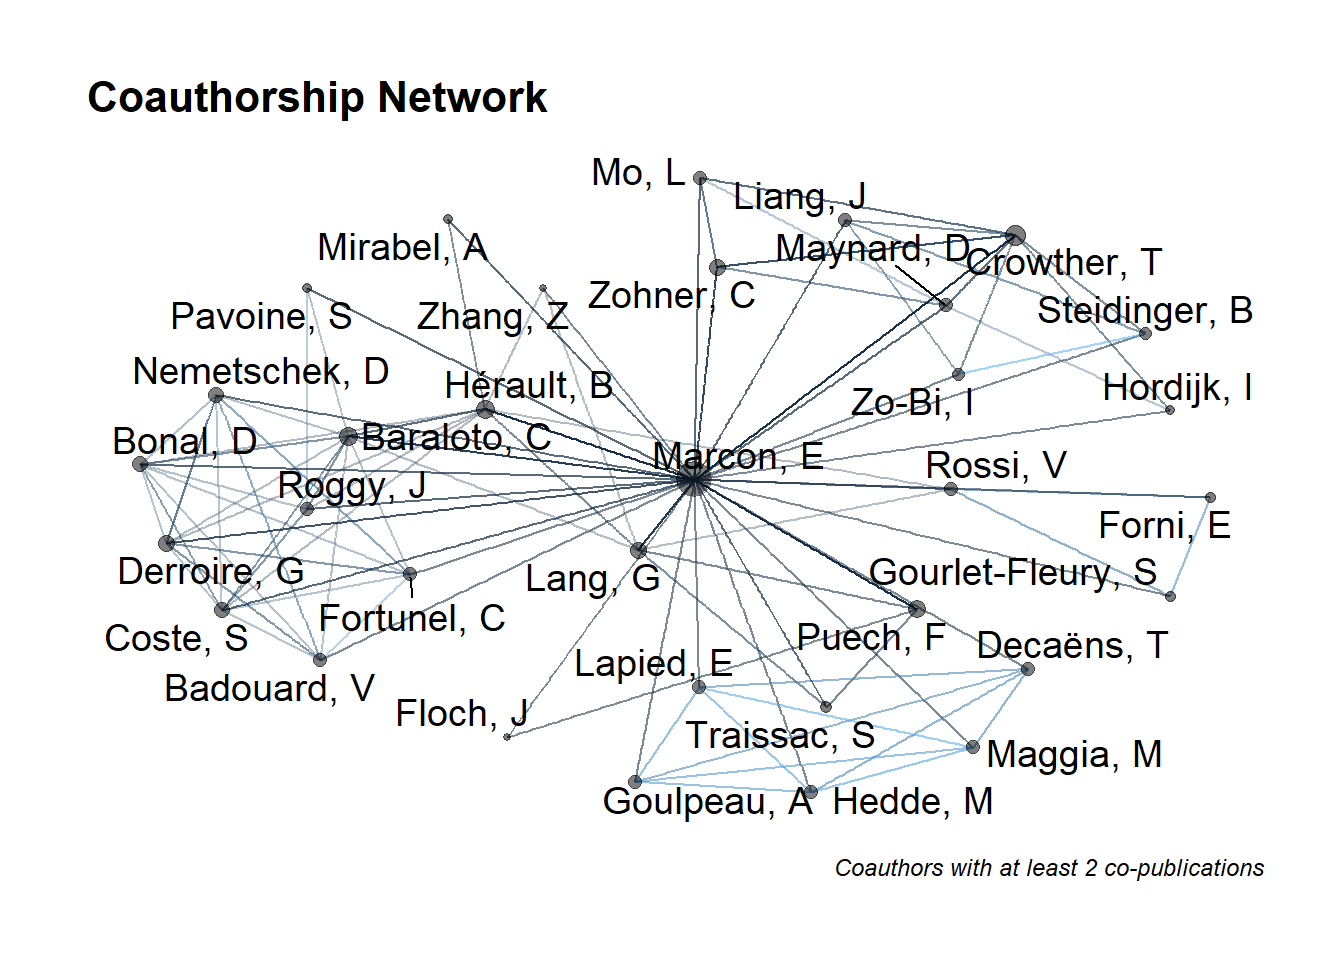 Coauthorship Network
Mo, L
Liang, J
Mirabel, A
Maynard, D
Crowther, T
Zohner, C
Steidinger, B
Pavoine, S
Zhang, Z
Nemetschek, D
Hérault, B
Hordijk, I
Zo-Bi, I
Bonal, D
Baraloto, C
Marcon, E
Rossi, V
Roggy, J
Forni, E
Derroire, G
Lang, G
Gourlet-Fleury, S
Fortunel, C
Coste, S
Puech, F
Decaëns, T
Lapied, E
Badouard, V
Floch, J
Traissac, S
Maggia, M
Goulpeau, A
Hedde, M
Coauthors with at least 2 co-publications